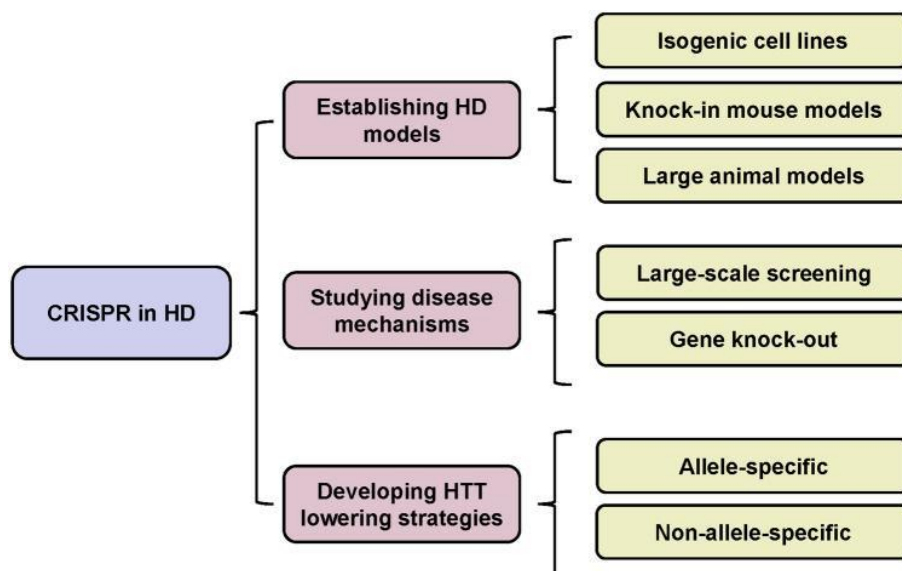 CRISPR in HD
Establishing HD
models
Isogenic cell lines
Knock-in mouse models
Large animal models
Studying disease
mechanisms
Large-scale screening
Gene knock-out
Developing HTT
lowering strategies
Allele-specific
Non-allele-specific